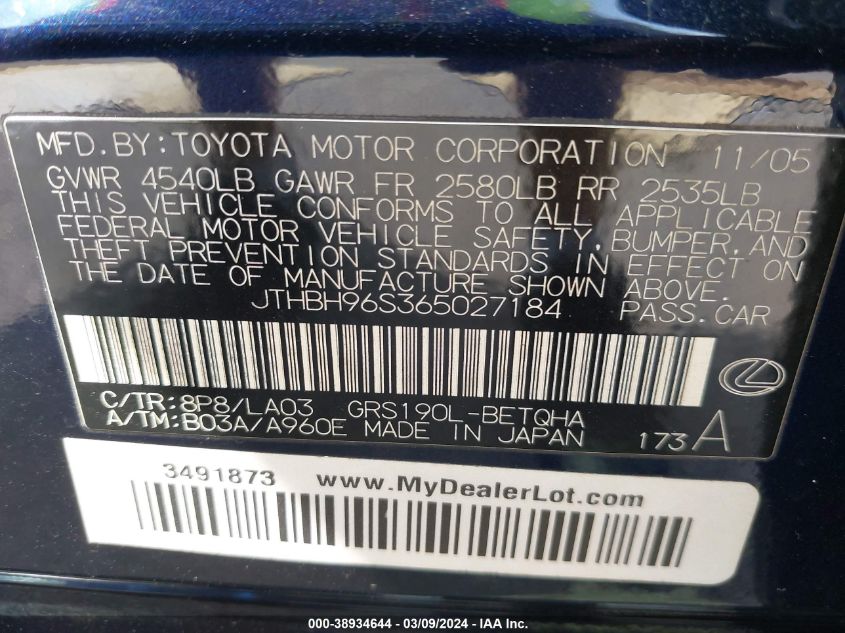 MFD. BY: TOYOTA MOTOR CORPORATION 11/05
GVWR 4540LB GAWR FR 2580LB RR 2535LB
THIS VEHICLE CONFORMS TO ALL APPLICABLE
FEDERAL MOTOR VEHICLE SAFETY, BUMPER, AND
THEFT PREVENTION STANDARDS IN EFFECT ON
THE DATE OF MANUFACTURE SHOWN ABOVE.
JTHBH96S365027184 PASS. CAR
C/TR: 8P8/LA03 GRS190L-BETQHA
A/TM: B03A/A960E MADE IN JAPAN 173 A
3491873 www.MyDealerLot.com
000-38934644 - 03/09/2024 - IAA Inc.